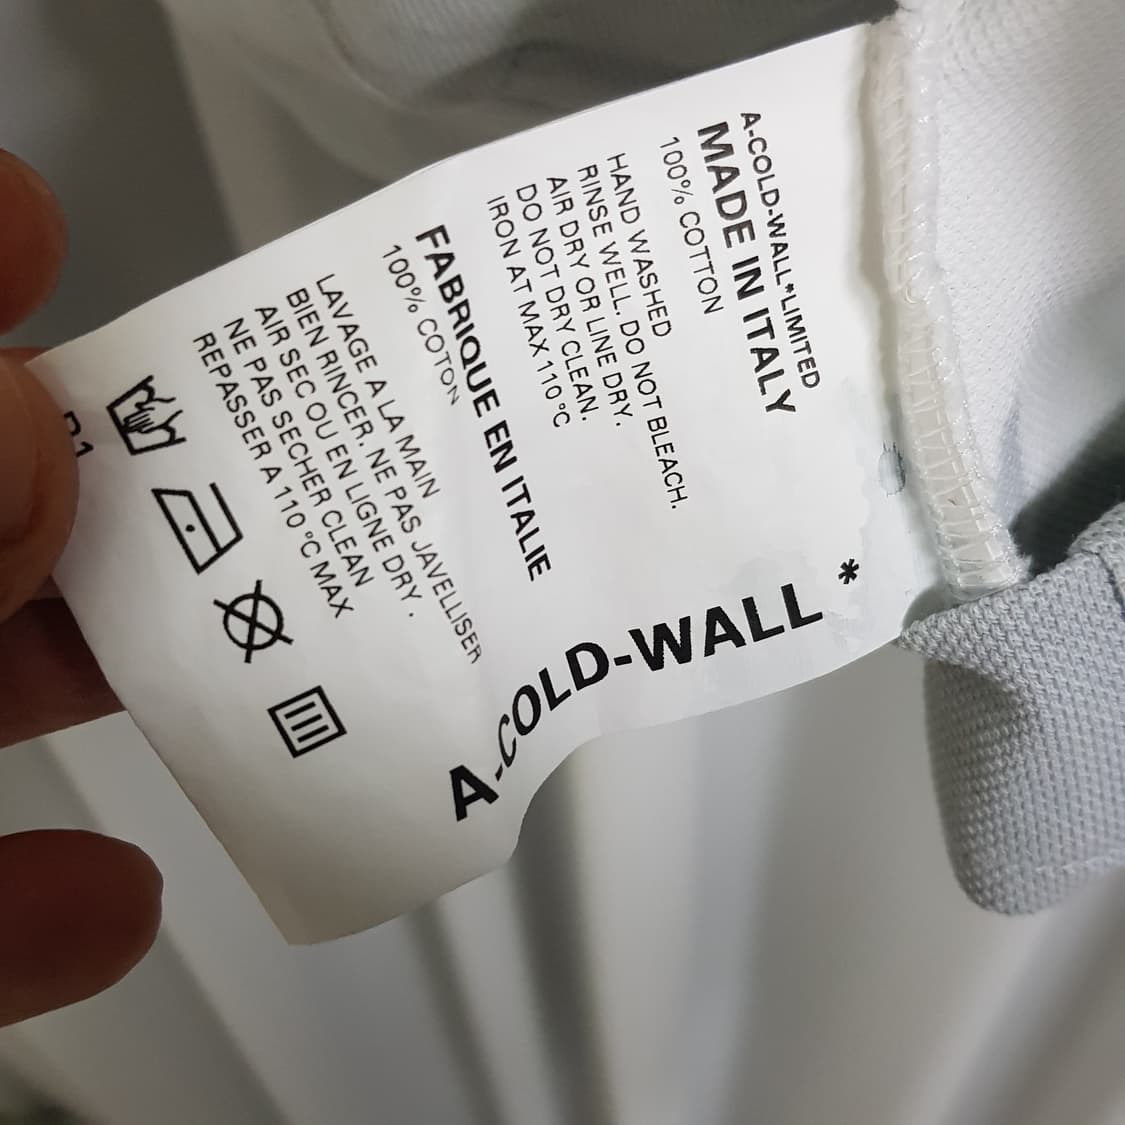 A-COLD-WALL*LIMITED
MADE IN ITALY
100% COTTON
HAND WASHED
RINSE WELL. DO NOT BLEACH.
AIR DRY OR LINE DRY.
DO NOT DRY CLEAN.
IRON AT MAX 110°C
FABRIQUE EN ITALIE
100% COTON
LAVAGE A LA MAIN
BIEN RINCER. NE PAS JAVELLISER
AIR SEC OU EN LIGNE DRY .
NE PAS SECHER CLEAN
REPASSER A 110 °C MAX
A-COLD-WALL *